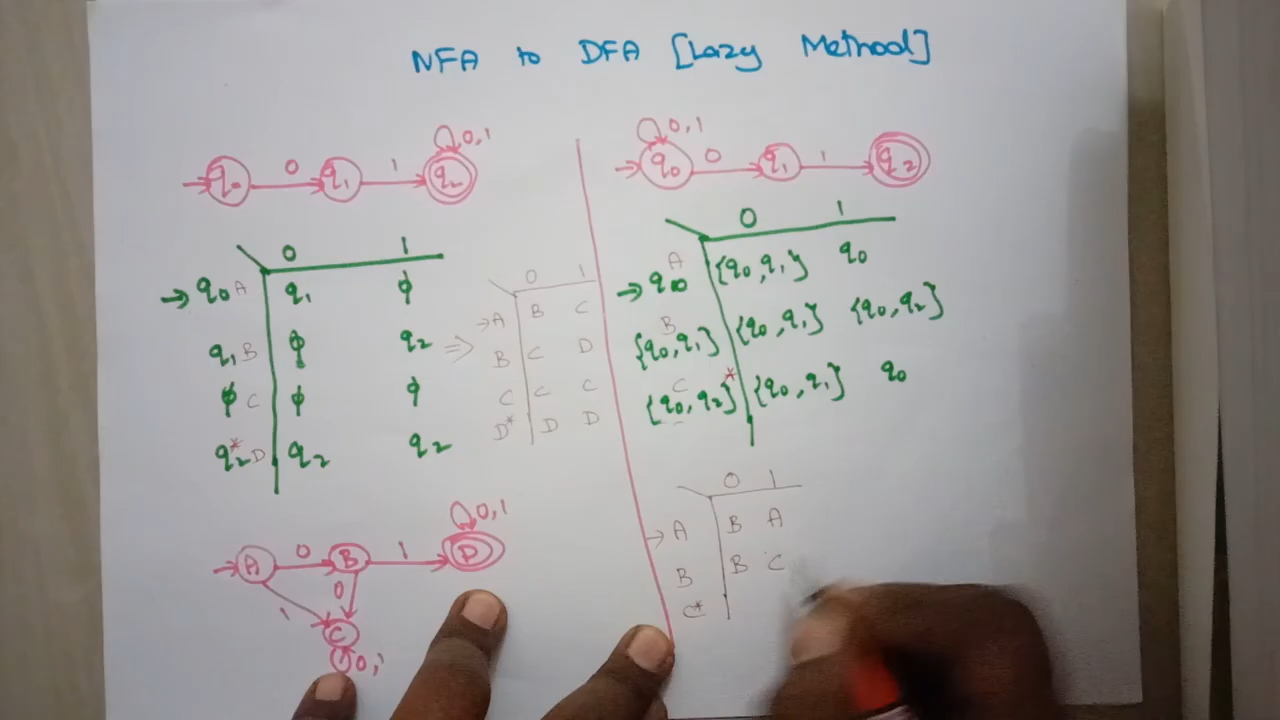 NFA to DFA [Lazy Method]
0,1
q0 0 q1 1 q2
0 1
→ q0 A q1 φ
q1 B φ q2
φ C φ φ
q2* D q2 q2
⇒
0 1
→ A B C
B C D
C C C
D* D D
0,1
A 0 B 1 D
1 0
C
0,1
0,1
q0 0 q1 1 q2
0 1
A
→ q0 {q0, q1} q0
B
{q0, q1} {q0, q1} {q0, q2}
C
{q0, q2}* {q0, q1} q0
0 1
→ A B A
B B C
C*